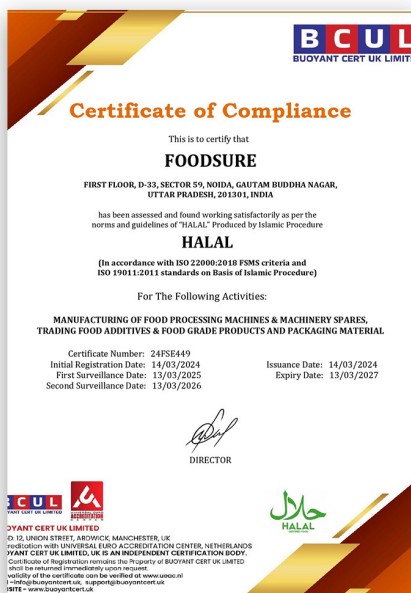 BCUL
BUOYANT CERT UK LIMITE
Certificate of Compliance
This is to certify that
FOODSURE
FIRST FLOOR, D-33, SECTOR 59, NOIDA, GAUTAM BUDDHA NAGAR,
UTTAR PRADESH, 201301, INDIA
has been assessed and found working satisfactorily as per the
norms and guidelines of "HALAL" Produced by Islamic Procedure
HALAL
(In accordance with ISO 22000:2018 FSMS criteria and
ISO 19011:2011 standards on Basis of Islamic Procedure)
For The Following Activities:
MANUFACTURING OF FOOD PROCESSING MACHINES & MACHINERY SPARES,
TRADING FOOD ADDITIVES & FOOD GRADE PRODUCTS AND PACKAGING MATERIAL
Certificate Number: 24FSE449
Initial Registration Date: 14/03/2024 Issuance Date: 14/03/2024
First Surveillance Date: 13/03/2025 Expiry Date: 13/03/2027
Second Surveillance Date: 13/03/2026
DIRECTOR
CUL
OYANT CERT UK LIMITED
ACCREDITATION
حلال
HALAL
OYANT CERT UK LIMITED
D: 12, UNION STREET, ARDWICK, MANCHESTER, UK
reditation with UNIVERSAL EURO ACCREDITATION CENTER, NETHERLANDS
OYANT CERT UK LIMITED, UK IS AN INDEPENDENT CERTIFICATION BODY.
Certificate of Registration remains the Property of BUOYANT CERT UK LIMITED
shall be returned immediately upon request
validity of the certificate can be verified at www.ueac.nl
-info@buoyantcert.uk, support@buoyantcert.uk
SITE - www.buoyantcert.uk